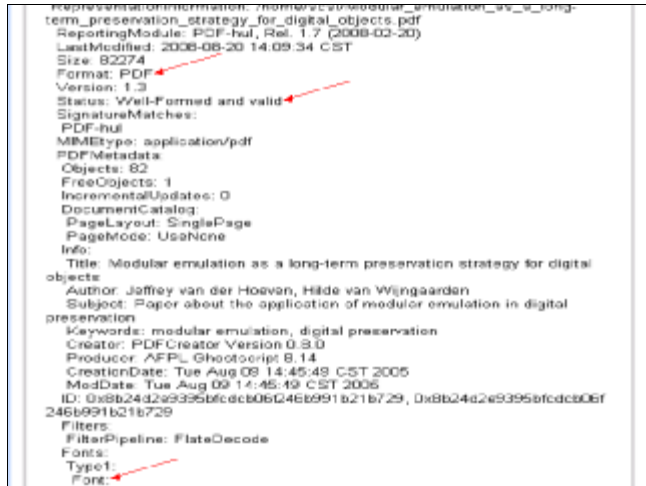 RepresentationInformation: /home/scsv/Modular_emulation_as_a_long-
term_preservation_strategy_for_digital_objects.pdf
ReportingModule: PDF-hul, Rel. 1.7 (2008-02-20)
LastModified: 2008-08-20 14:09:34 CST
Size: 82274
Format: PDF
Version: 1.3
Status: Well-Formed and valid
SignatureMatches:
PDF-hul
MIMEtype: application/pdf
PDFMetadata:
Objects: 82
FreeObjects: 1
IncrementalUpdates: 0
DocumentCatalog:
PageLayout: SinglePage
PageMode: UseNone
Info:
Title: Modular emulation as a long-term preservation strategy for digital
objects
Author: Jeffrey van der Hoeven, Hilde van Wijngaarden
Subject: Paper about the application of modular emulation in digital
preservation
Keywords: modular emulation, digital preservation
Creator: PDFCreator Version 0.8.0
Producer: AFPL Ghostscript 8.14
CreationDate: Tue Aug 09 14:45:49 CST 2005
ModDate: Tue Aug 09 14:45:49 CST 2005
ID: 0x8b24d2e9395bfcdcb06f246b991b21b729, 0x8b24d2e9395bfcdcb06f
246b991b21b729
Filters:
FilterPipeline: FlateDecode
Fonts:
Type1:
Font: